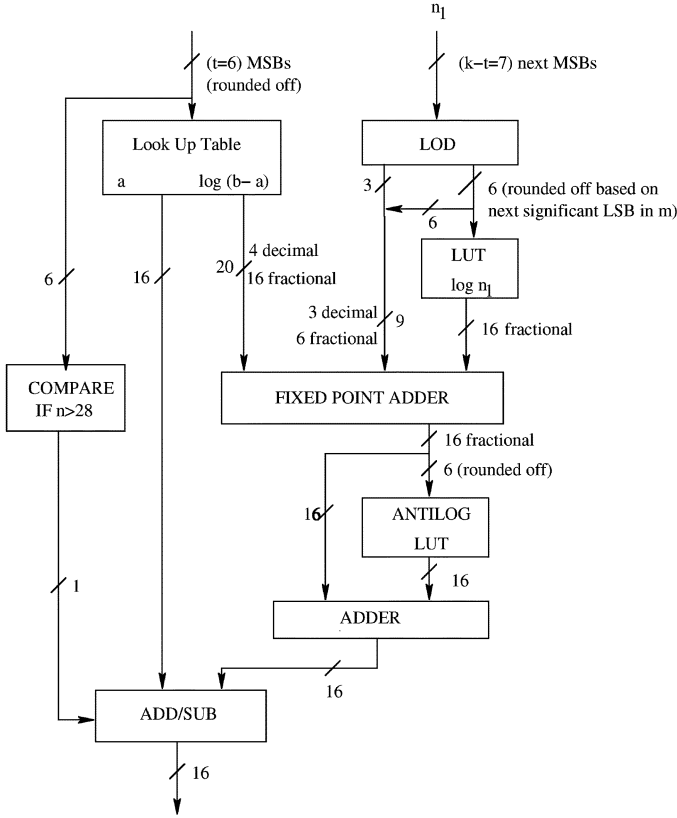 n1
(t=6) MSBs
(rounded off)
(k−t=7) next MSBs
Look Up Table
a log (b− a)
LOD
3
6 (rounded off based on
next significant LSB in m)
6
LUT
log n1
6
16
20
4 decimal
16 fractional
3 decimal
6 fractional
9
16 fractional
COMPARE
IF n>28
FIXED POINT ADDER
16 fractional
6 (rounded off)
16
ANTILOG
LUT
16
1
ADDER
16
ADD/SUB
16